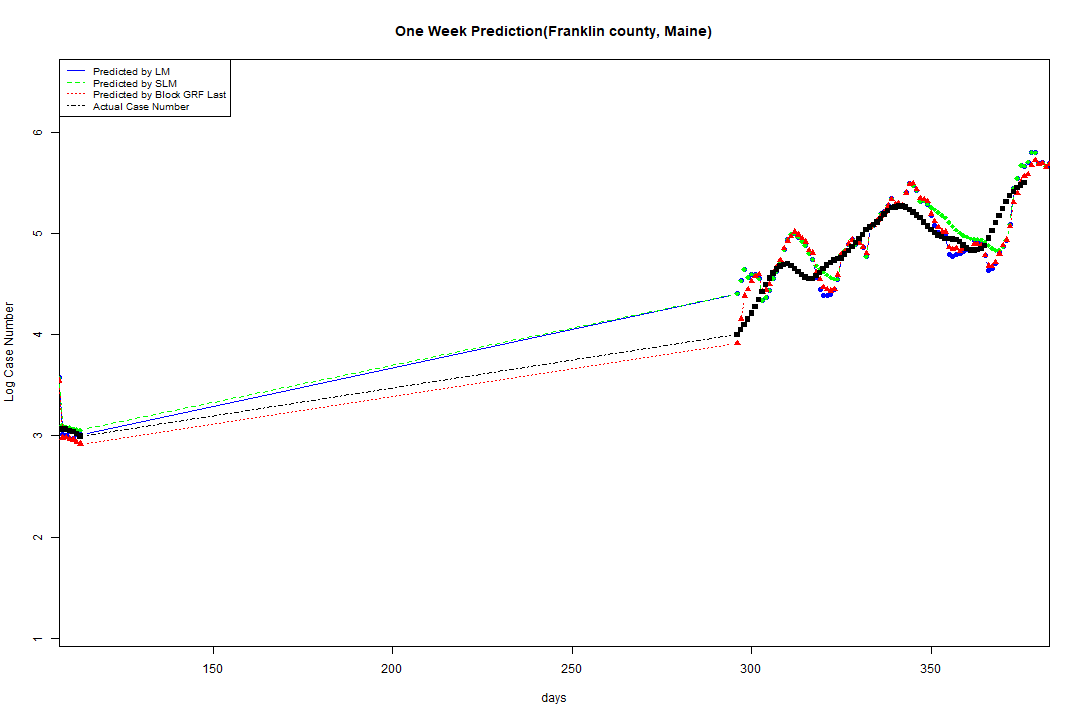 One Week Prediction(Franklin county, Maine)
Predicted by LM
Predicted by SLM
Predicted by Block GRF Last
Actual Case Number
6
5
4
3
2
1
Log Case Number
150 200 250 300 350
days